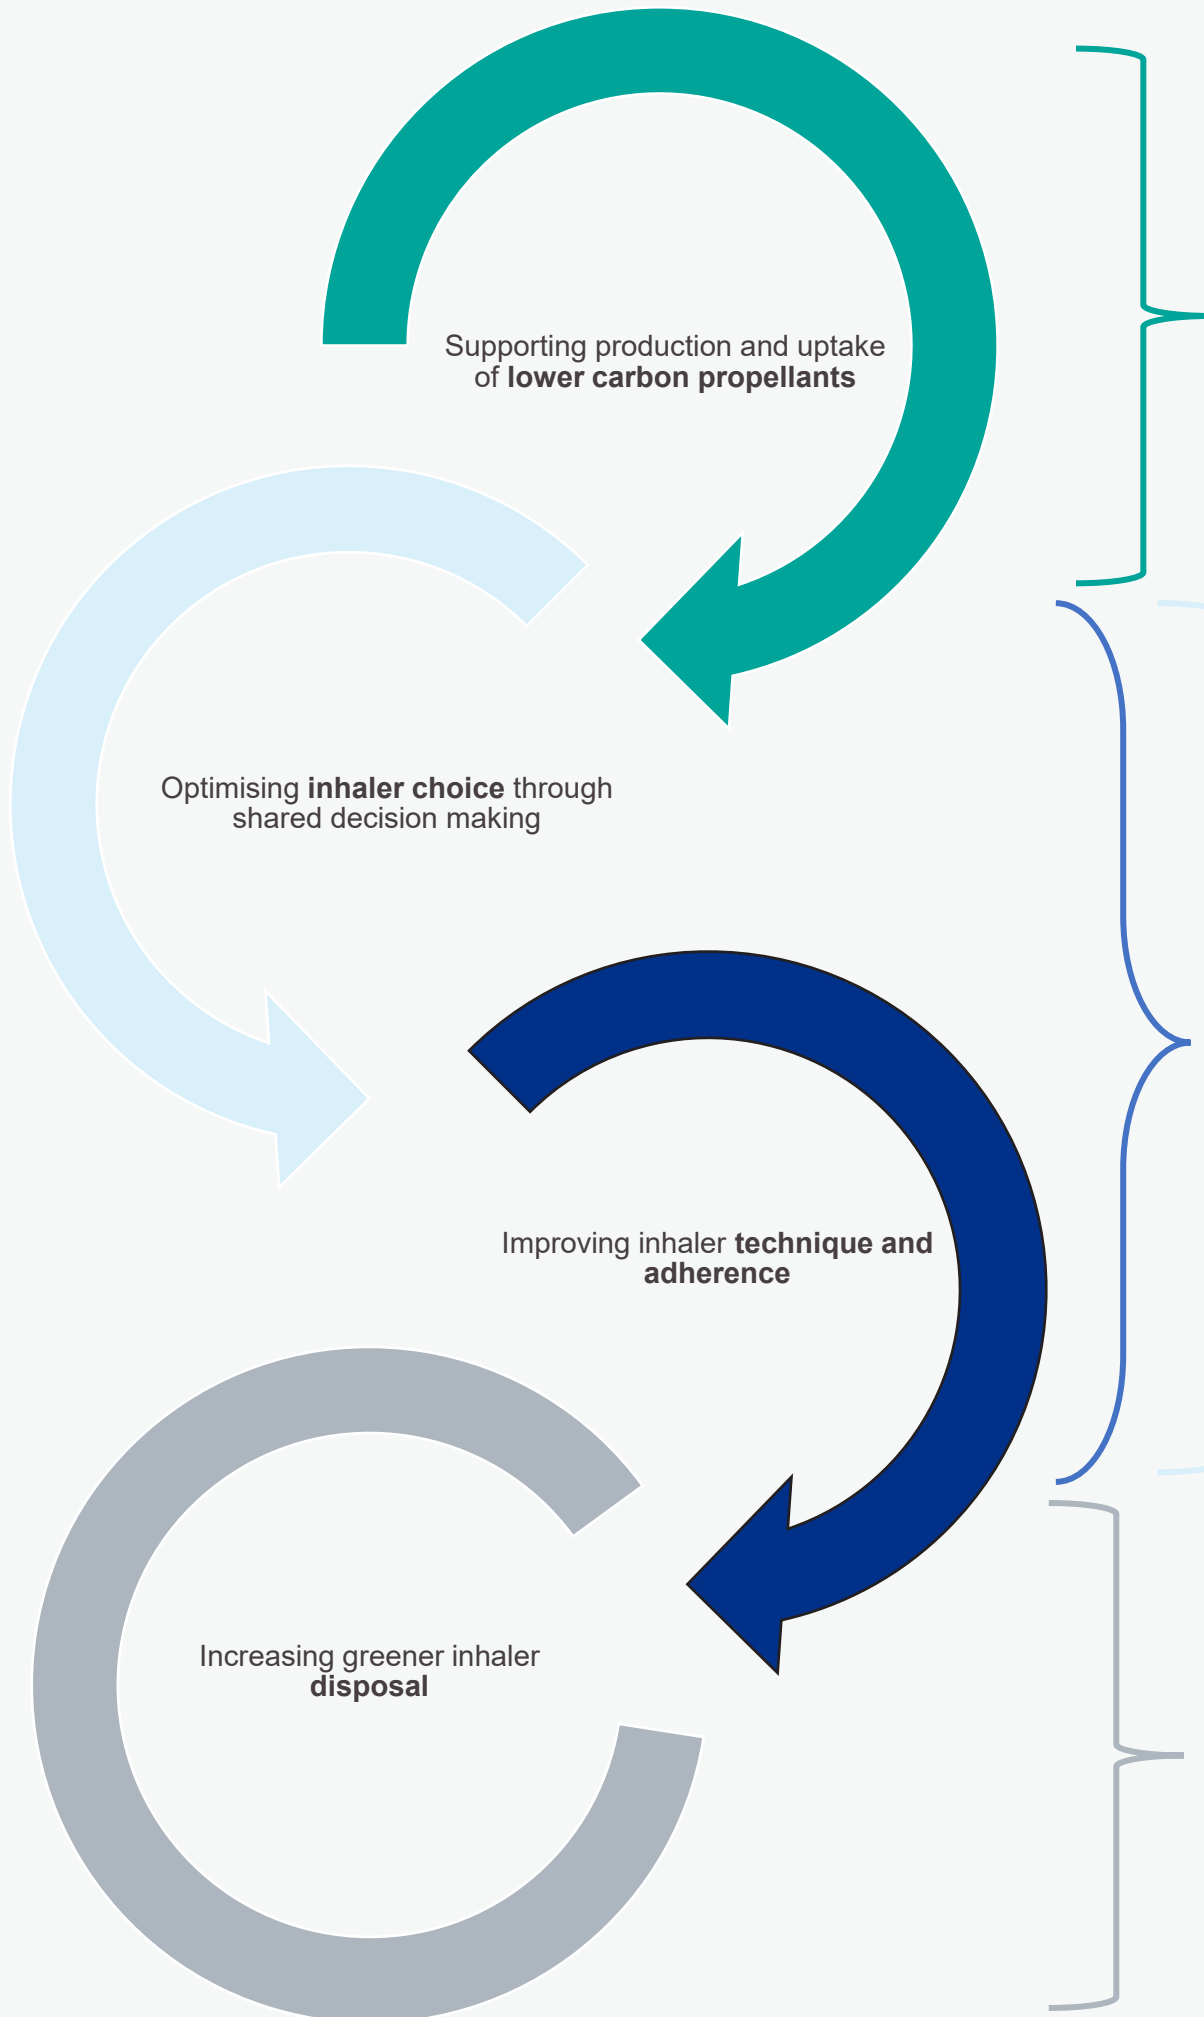 Supporting production and uptake
of lower carbon propellants
Optimising inhaler choice through
shared decision making
Improving inhaler technique and
adherence
Increasing greener inhaler
disposal